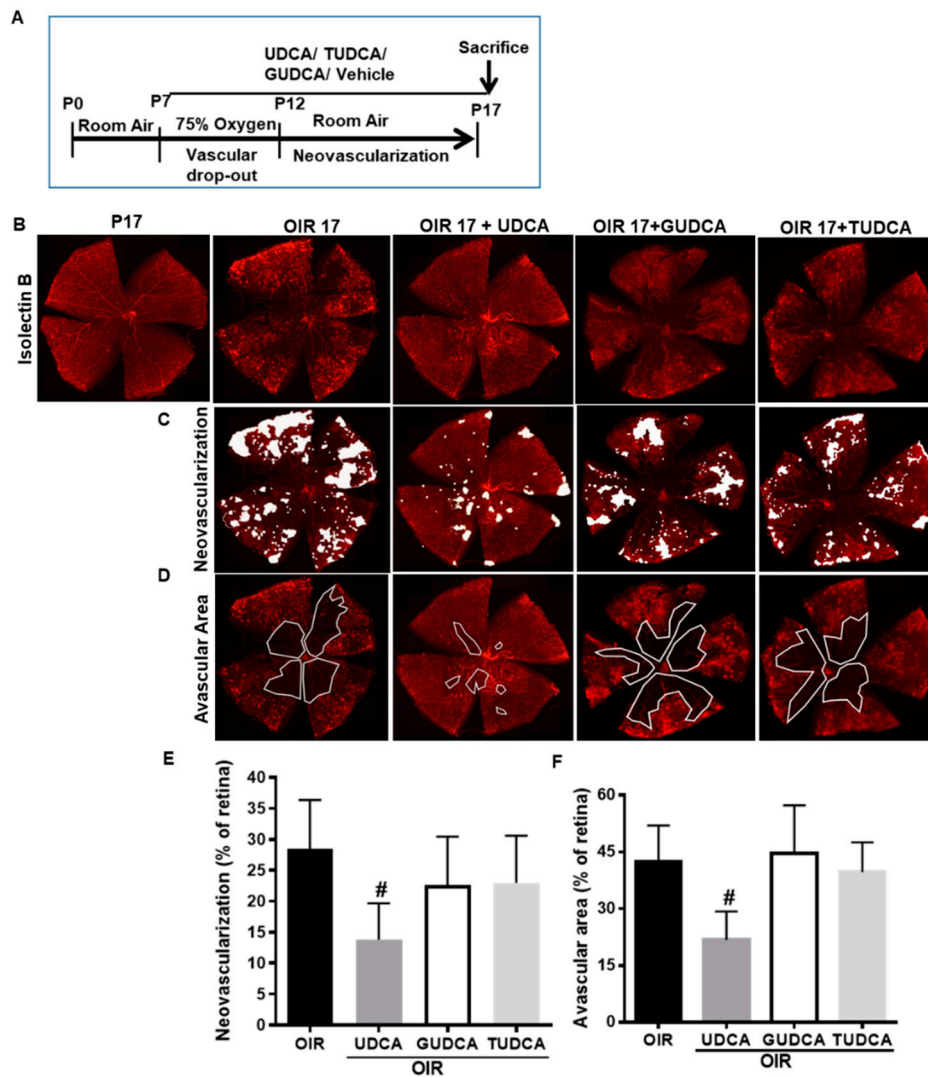 A
UDCA/ TUDCA/
GUDCA/ Vehicle
Sacrifice
P0
P7
P12
P17
Room Air
75% Oxygen
Room Air
Vascular
drop-out
Neovascularization
B
P17
OIR 17
OIR 17 + UDCA
OIR 17+GUDCA
OIR 17+TUDCA
Isolectin B
C
Neovascularization
D
Avascular Area
E
Neovascularization (% of retina)
40
35
30
25
20
15
10
5
0
#
OIR
UDCA
GUDCA
TUDCA
OIR
F
Avascular area (% of retina)
60
45
30
15
0
#
OIR
UDCA
GUDCA
TUDCA
OIR